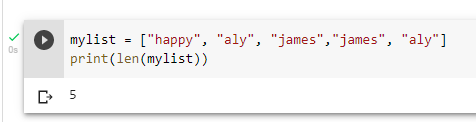 mylist = ["happy", "aly", "james","james", "aly"]
print(len(mylist))
0s
5